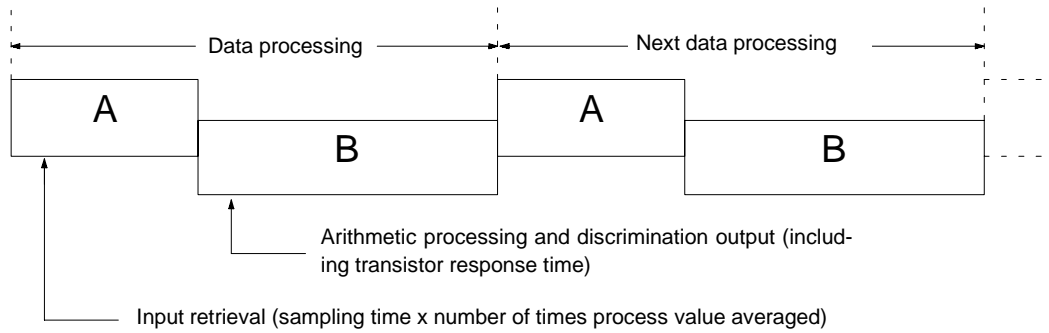 Data processing
Next data processing
A
A
B
B
Arithmetic processing and discrimination output (includ-
ing transistor response time)
Input retrieval (sampling time x number of times process value averaged)